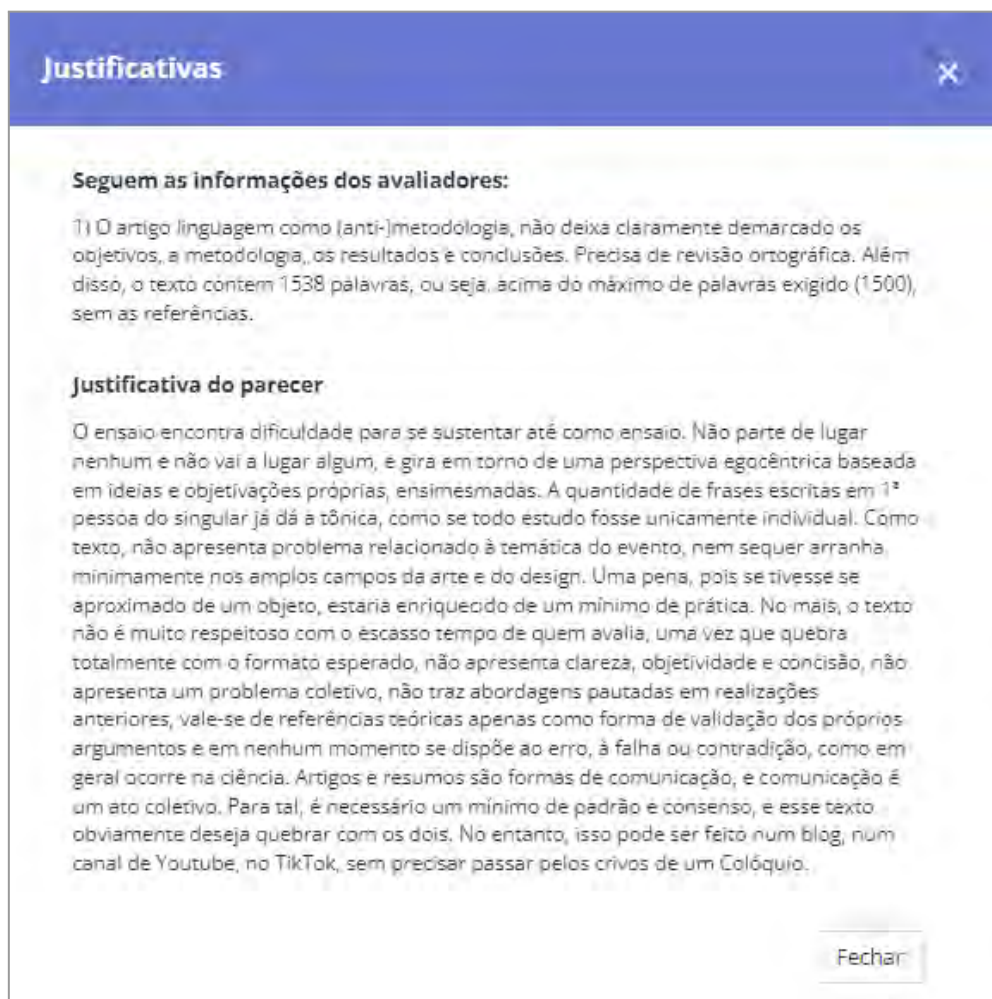 Justificativas ×
Seguem as informações dos avaliadores:
1) O artigo linguagem como (anti-)metodologia, não deixa claramente demarcado os
objetivos, a metodologia, os resultados e conclusões. Precisa de revisão ortográfica. Além
disso, o texto contem 1538 palavras, ou seja, acima do máximo de palavras exigido (1500),
sem as referências.
Justificativa do parecer
O ensaio encontra dificuldade para se sustentar até como ensaio. Não parte de lugar
nenhum e não vai a lugar algum, e gira em torno de uma perspectiva egocêntrica baseada
em ideias e objetivações próprias, ensimesmadas. A quantidade de frases escritas em 1ª
pessoa do singular já dá a tônica, como se todo estudo fosse unicamente individual. Como
texto, não apresenta problema relacionado à temática do evento, nem sequer arranha
minimamente nos amplos campos da arte e do design. Uma pena, pois se tivesse se
aproximado de um objeto, estaria enriquecido de um mínimo de prática. No mais, o texto
não é muito respeitoso com o escasso tempo de quem avalia, uma vez que quebra
totalmente com o formato esperado, não apresenta clareza, objetividade e concisão, não
apresenta um problema coletivo, não traz abordagens pautadas em realizações
anteriores, vale-se de referências teóricas apenas como forma de validação dos próprios
argumentos e em nenhum momento se dispõe ao erro, à falha ou contradição, como em
geral ocorre na ciência. Artigos e resumos são formas de comunicação, e comunicação é
um ato coletivo. Para tal, é necessário um mínimo de padrão e consenso, e esse texto
obviamente deseja quebrar com os dois. No entanto, isso pode ser feito num blog, num
canal de Youtube, no TikTok, sem precisar passar pelos crivos de um Colóquio.
Fechar